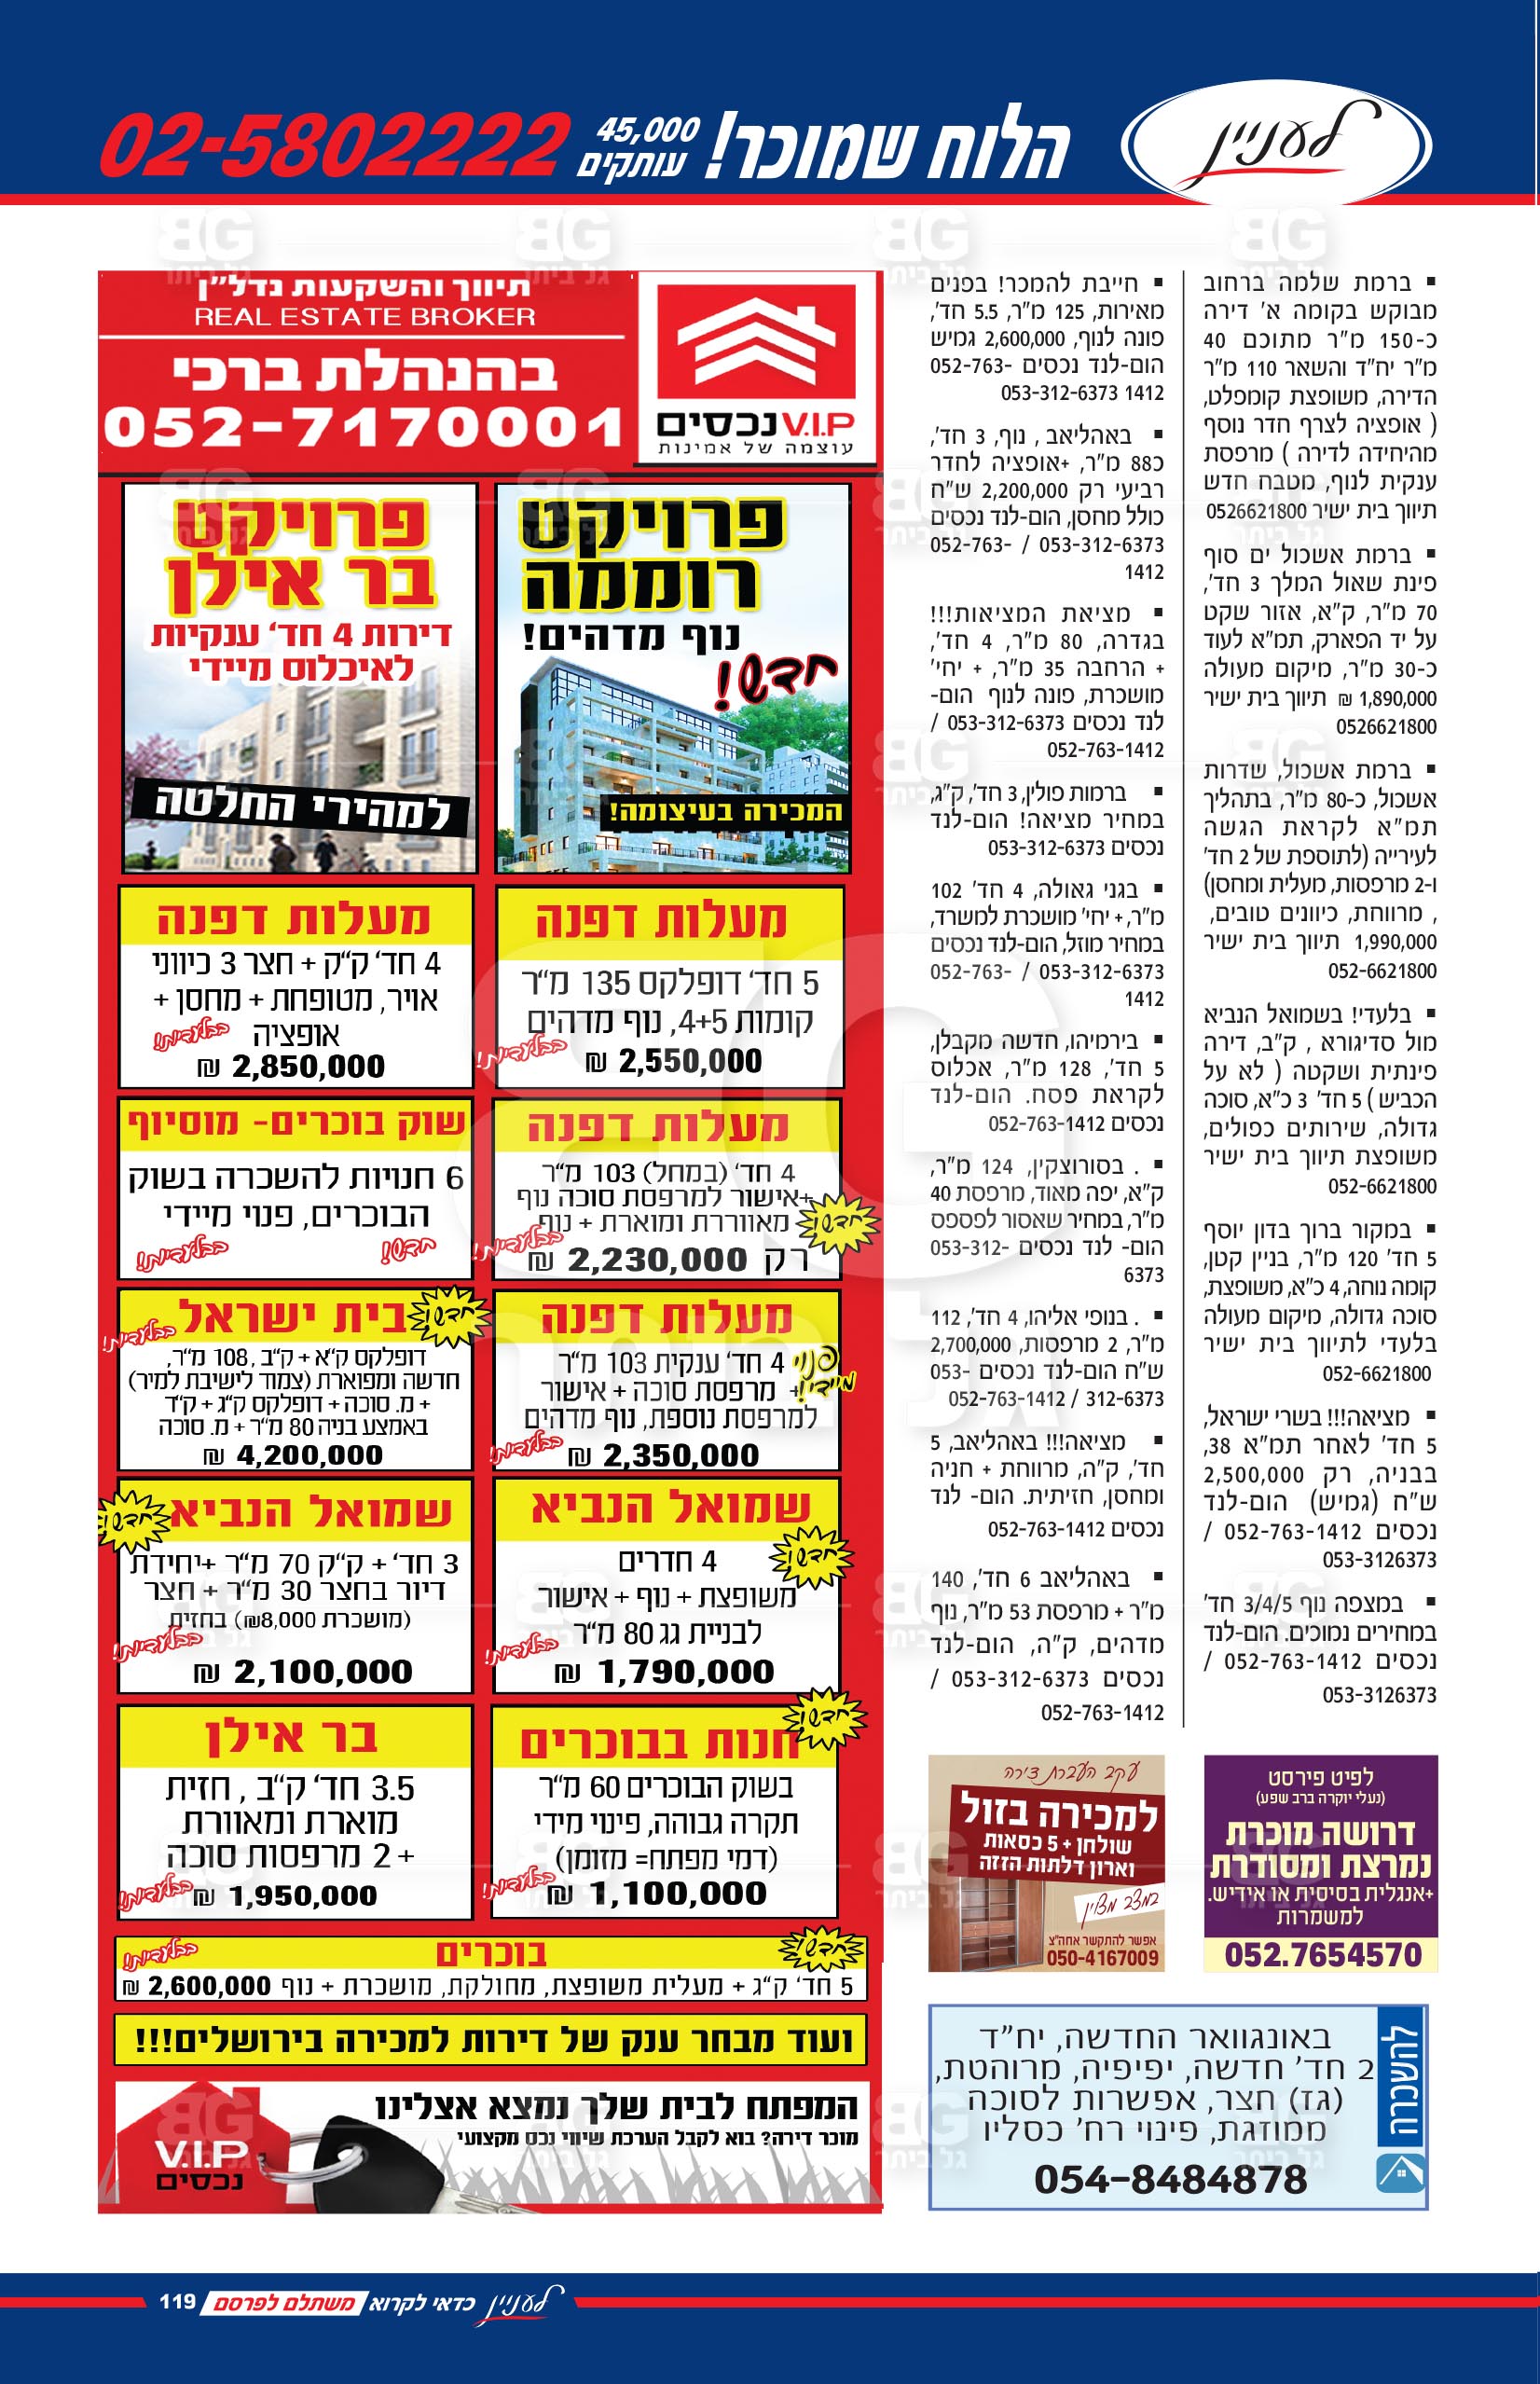 לעניין
הלוח שמוכר!
45,000
עותקים
02-5802222
▪ ברמת שלמה ברחוב
מבוקש בקומה א' דירה
כ-150 מ"ר מתוכם 40
מ"ר יח"ד והשאר 110 מ"ר
הדירה, משופצת קומפלט,
( אופציה לצרף חדר נוסף
מהיחידה לדירה ) מרפסת
ענקית לנוף, מטבח חדש
תיווך בית ישיר 0526621800
▪ ברמת אשכול ים סוף
פינת שאול המלך 3 חד',
70 מ"ר, ק"א, אזור שקט
על יד הפארק, תמ"א לעוד
כ-30 מ"ר, מיקום מעולה
1,890,000 ₪ תיווך בית ישיר
0526621800
▪ ברמת אשכול, שדרות
אשכול, כ-80 מ"ר, בתהליך
תמ"א לקראת הגשה
לעירייה (לתוספת של 2 חד'
ו-2 מרפסות, מעלית ומחסן)
, מרווחת, כיוונים טובים,
1,990,000 תיווך בית ישיר
052-6621800
▪ בלעדי! בשמואל הנביא
מול סדיגורא , ק"ב, דירה
פינתית ושקטה ( לא על
הכביש ) 5 חד' 3 כ"א, סוכה
גדולה, שירותים כפולים,
משופצת תיווך בית ישיר
052-6621800
▪ במקור ברוך בדון יוסף
5 חד' 120 מ"ר, בניין קטן,
קומה נוחה, 4 כ"א, משופצת,
סוכה גדולה, מיקום מעולה
בלעדי לתיווך בית ישיר
052-6621800
▪ מציאה!!! בשרי ישראל,
5 חד' לאחר תמ"א 38,
בבניה, רק 2,500,000
ש"ח (גמיש) הום-לנד
נכסים 052-763-1412 /
053-3126373
▪ במצפה נוף 3/4/5 חד'
במחירים נמוכים. הום-לנד
נכסים 052-763-1412 /
053-3126373
▪ חייבת להמכר! בפנים
מאירות, 125 מ"ר, 5.5 חד',
פונה לנוף, 2,600,000 גמיש
הום-לנד נכסים 052-763-
1412 053-312-6373
▪ באהליאב , נוף, 3 חד',
כ88 מ"ר, +אופציה לחדר
רביעי רק 2,200,000 ש"ח
כולל מחסן, הום-לנד נכסים
053-312-6373 / 052-763-
1412
▪ מציאת המציאות!!!
בגדרה, 80 מ"ר, 4 חד',
+ הרחבה 35 מ"ר, + יחי'
מושכרת, פונה לנוף הום-
לנד נכסים 053-312-6373 /
052-763-1412
▪ ברמות פולין, 3 חד', ק"ג,
במחיר מציאה! הום-לנד
נכסים 053-312-6373
▪ בגני גאולה, 4 חד' 102
מ"ר, + יחי' מושכרת למשרד,
במחיר מוזל, הום-לנד נכסים
053-312-6373 / 052-763-
1412
▪ בירמיהו, חדשה מקבלן,
5 חד', 128 מ"ר, אכלוס
לקראת פסח. הום-לנד
נכסים 052-763-1412
▪ . בסורוצקין, 124 מ"ר,
ק"א, יפה מאוד, מרפסת 40
מ"ר, במחיר שאסור לפספס
הום- לנד נכסים 053-312-
6373
▪ . בנופי אליהו, 4 חד', 112
מ"ר, 2 מרפסות, 2,700,000
ש"ח הום-לנד נכסים 053-
312-6373 / 052-763-1412
▪ מציאה!!! באהליאב, 5
חד', ק"ה, מרווחת + חניה
ומחסן, חזיתית. הום- לנד
נכסים 052-763-1412
▪ באהליאב 6 חד', 140
מ"ר + מרפסת 53 מ"ר, נוף
מדהים, ק"ה, הום-לנד
נכסים 053-312-6373 /
052-763-1412
לפיט פירסט
(נעלי יוקרה ברב שפע)
דרושה מוכרת
נמרצת ומסודרת
+אנגלית בסיסית או אידיש.
למשמרות
052.7654570
עקב העברת דירה
למכירה בזול
שולחן + 5 כסאות
וארון דלתות הזזה
במצב מצוין
אפשר להתקשר אחה"צ
050-4167009
להשכרה
באונגוואר החדשה, יח"ד
2 חד' חדשה, יפיפיה, מרוהטת,
(גז) חצר, אפשרות לסוכה
ממוזגת, פינוי רח' כסליו
054-8484878
תיווך והשקעות נדל"ן
REAL ESTATE BROKER
בהנהלת ברכי
052-7170001
V.I.P נכסים
עוצמה של אמינות
פרויקט
רוממה
נוף מדהים!
חדש!
המכירה בעיצומה!
פרויקט
בר אילן
דירות 4 חד' ענקיות
לאיכלוס מיידי
למהירי החלטה
מעלות דפנה
5 חד' דופלקס 135 מ"ר
קומות 4+5, נוף מדהים
בבלעדיות!
2,550,000 ₪
מעלות דפנה
4 חד' ק"ק + חצר 3 כיווני
אויר, מטופחת + מחסן +
אופציה
בבלעדיות!
2,850,000 ₪
מעלות דפנה
4 חד' (במחל) 103 מ"ר
+אישור למרפסת סוכה נוף
מאווררת ומוארת + נוף
חדש!
בבלעדיות!
רק 2,230,000 ₪
שוק בוכרים- מוסיוף
6 חנויות להשכרה בשוק
הבוכרים, פנוי מיידי
חדש!
בבלעדיות!
מעלות דפנה
פנוי
מיידי!
4 חד' ענקית 103 מ"ר
+ מרפסת סוכה + אישור
למרפסת נוספת, נוף מדהים
בבלעדיות!
2,350,000 ₪
בית ישראל
חדש!
בבלעדיות!
דופלקס ק"א + ק"ב ,108 מ"ר,
חדשה ומפוארת (צמוד לישיבת למיר)
+ מ. סוכה + דופלקס ק"ג + ק"ד
באמצע בניה 80 מ"ר + מ. סוכה
4,200,000 ₪
שמואל הנביא
4 חדרים
חדש!
משופצת + נוף + אישור
לבניית גג 80 מ"ר
בבלעדיות!
1,790,000 ₪
שמואל הנביא
חדש!
3 חד' + ק"ק 70 מ"ר +יחידת
דיור בחצר 30 מ"ר + חצר
(מושכרת 8,000₪) בחזית
בבלעדיות!
2,100,000 ₪
חנות בבוכרים
חדש!
בשוק הבוכרים 60 מ"ר
תקרה גבוהה, פינוי מידי
(דמי מפתח= מזומן)
בבלעדיות!
1,100,000 ₪
בר אילן
3.5 חד' ק"ב , חזית
מוארת ומאוורת
+ 2 מרפסות סוכה
בבלעדיות!
1,950,000 ₪
בוכרים
חדש!
בבלעדיות!
5 חד' ק"ג + מעלית משופצת, מחולקת, מושכרת + נוף 2,600,000 ₪
ועוד מבחר ענק של דירות למכירה בירושלים!!!
המפתח לבית שלך נמצא אצלינו
מוכר דירה? בוא לקבל הערכת שיווי נכס מקצועי
V.I.P
נכסים
לעניין כדאי לקרוא משתלם לפרסם 119
BG
גל ביתר